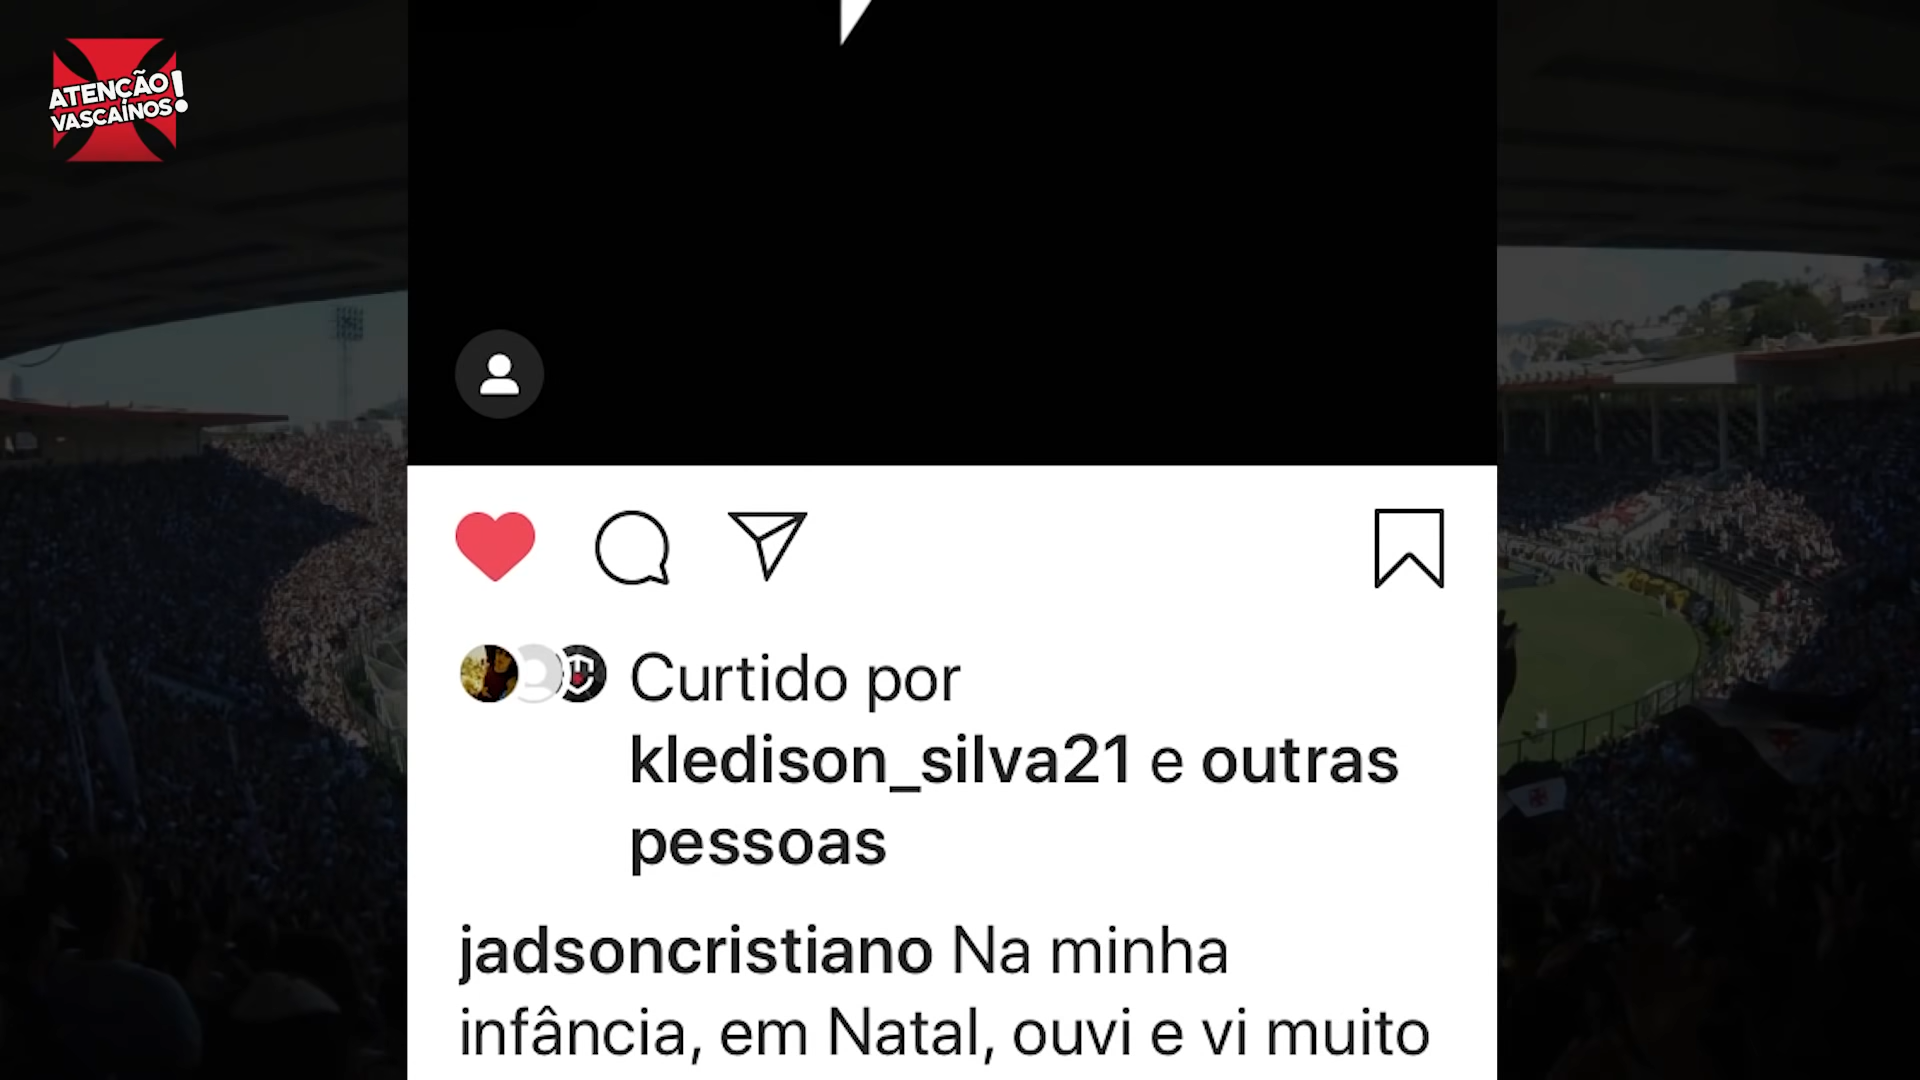 ATENÇÃO
VASCAÍNOS!
Curtido por
kledison_silva21 e outras
pessoas
jadsoncristiano Na minha
infância, em Natal, ouvi e vi muito